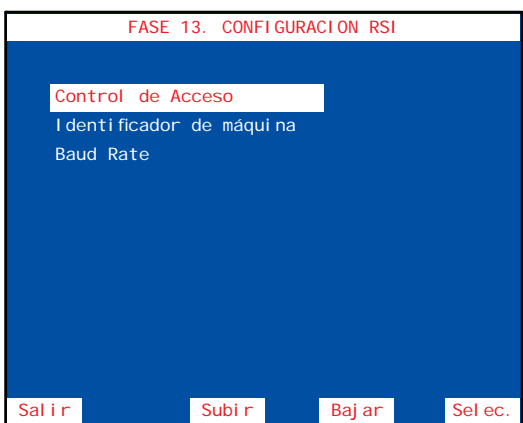 FASE 13. CONFIGURACION RSI
Control de Acceso
Identificador de máquina
Baud Rate
Salir Subir Bajar Selec.